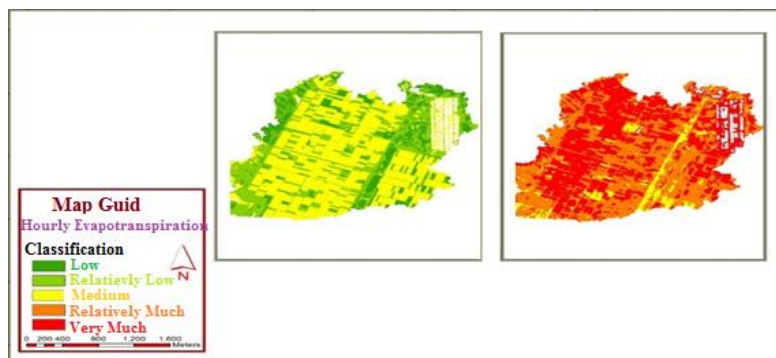 Map Guid
Hourly Evapotranspiration
Classification
N
Low
Relatievly Low
Medium
Relatively Much
Very Much
0 200 400 800 1,200 1,600
Meters